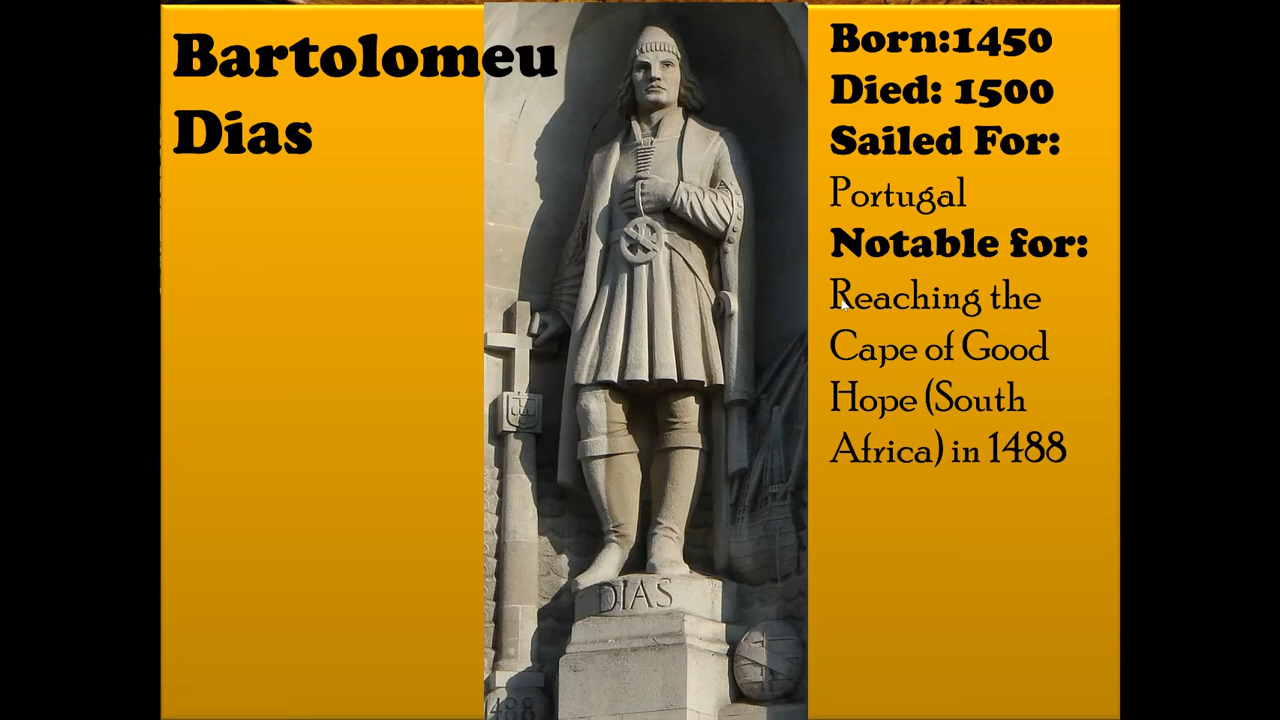 Bartolomeu
Dias
Born:1450
Died: 1500
Sailed For:
Portugal
Notable for:
Reaching the
Cape of Good
Hope (South
Africa) in 1488
DIAS
1488